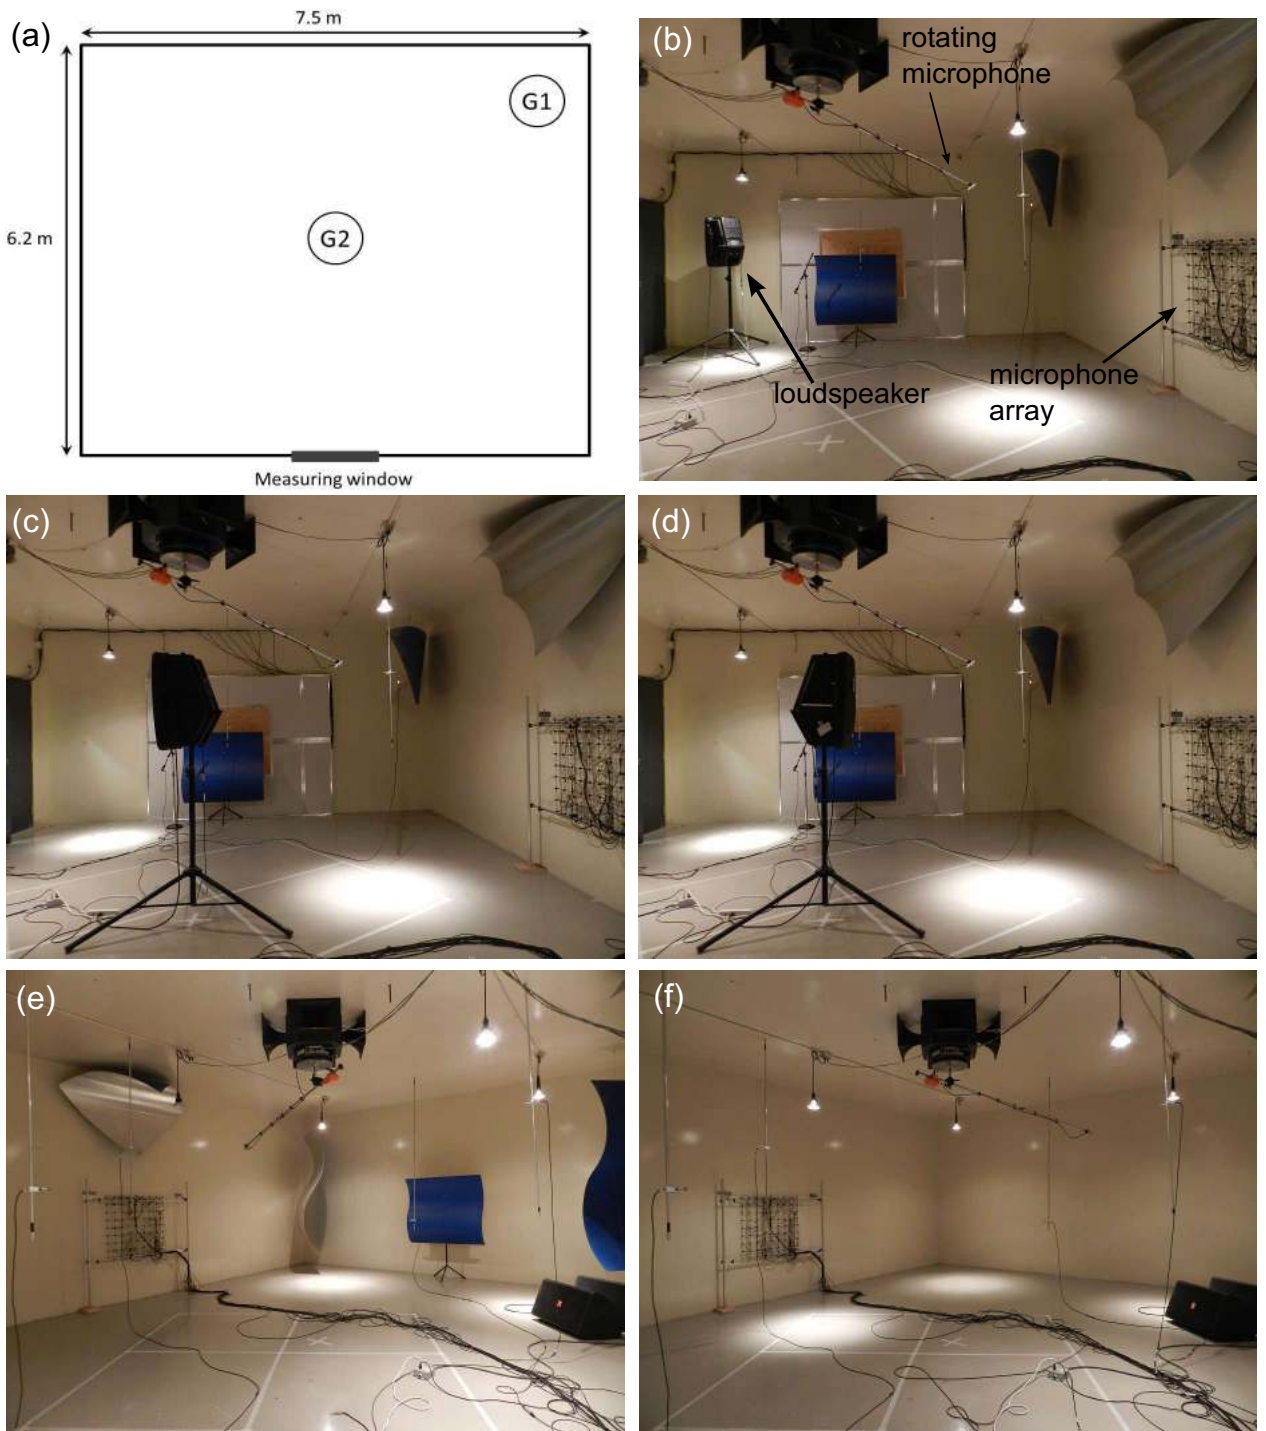 (a)
7.5 m
G1
6.2 m
G2
Measuring window
(b)
rotating
microphone
loudspeaker
microphone
array
(c)
(d)
(e)
(f)